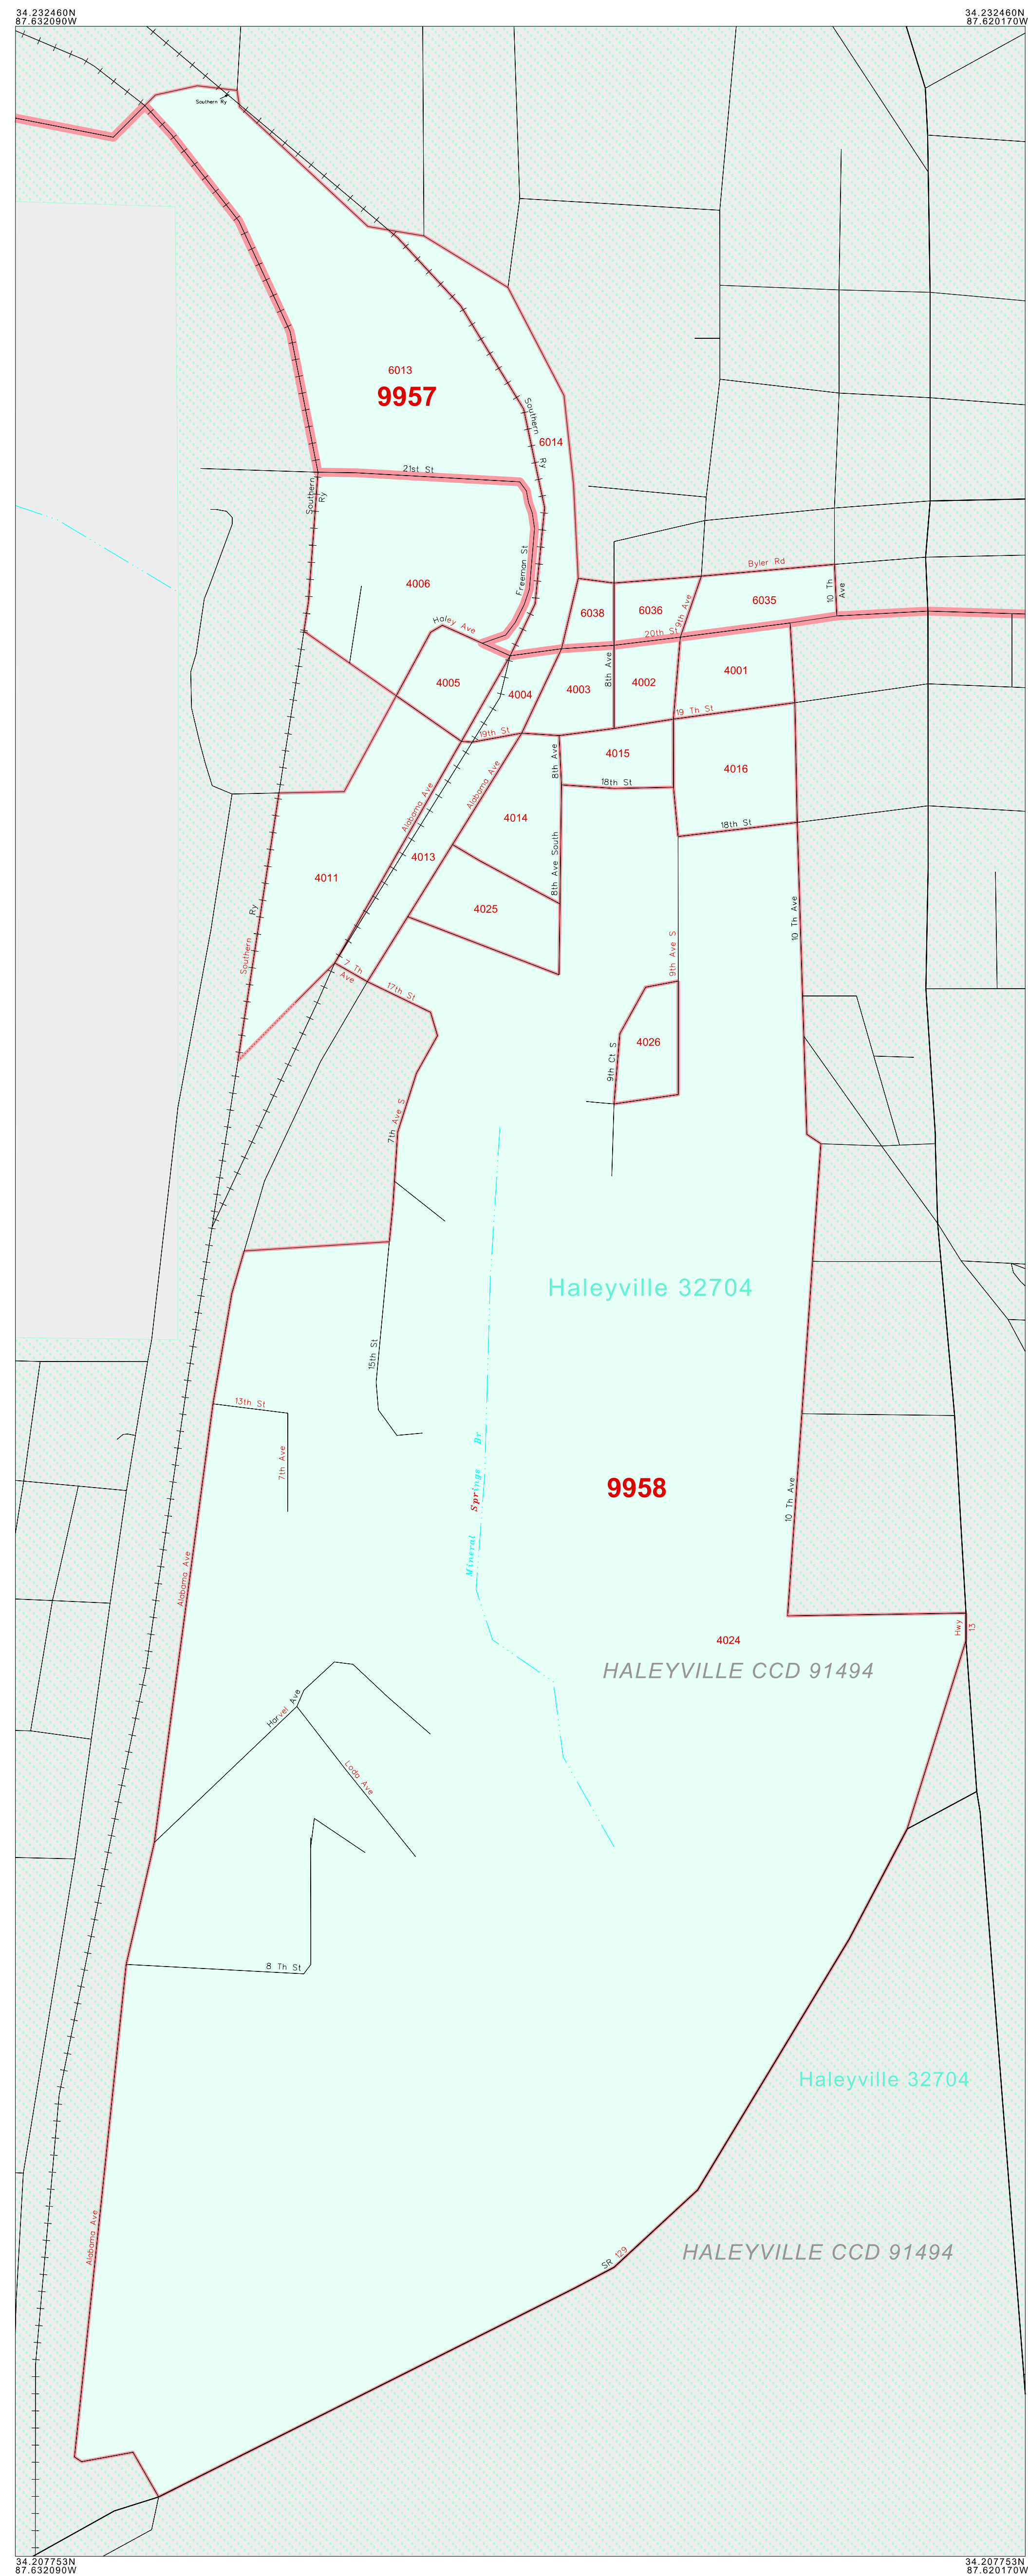 34.232460N
87.632090W
34.232460N
87.620170W
Southern Ry
6013
9957
Southern
Ry
6014
21st St
Southern
Ry
Freeman St
4006
Byler Rd
10 Th
Ave
6038
6036
9th Ave
6035
Haley Ave
20th St
4005
4004
4003
8th Ave
4002
4001
19th St
19 Th St
8th Ave
4015
18th St
4016
Alabama Ave
Alabama Ave
4014
18th St
4013
4011
8th Ave South
4025
Southern
Ry
10 Th Ave
7 Th
Ave
17th St
9th Ave S
9th Ct S
4026
7th Ave S
Haleyville 32704
15th St
13th St
7th Ave
Mineral Springs Br
9958
10 Th Ave
Alabama Ave
4024
Hwy
13
HALEYVILLE CCD 91494
Harvel Ave
Loda Ave
8 Th St
Haleyville 32704
Alabama Ave
SR 129
HALEYVILLE CCD 91494
34.207753N
87.632090W
34.207753N
87.620170W